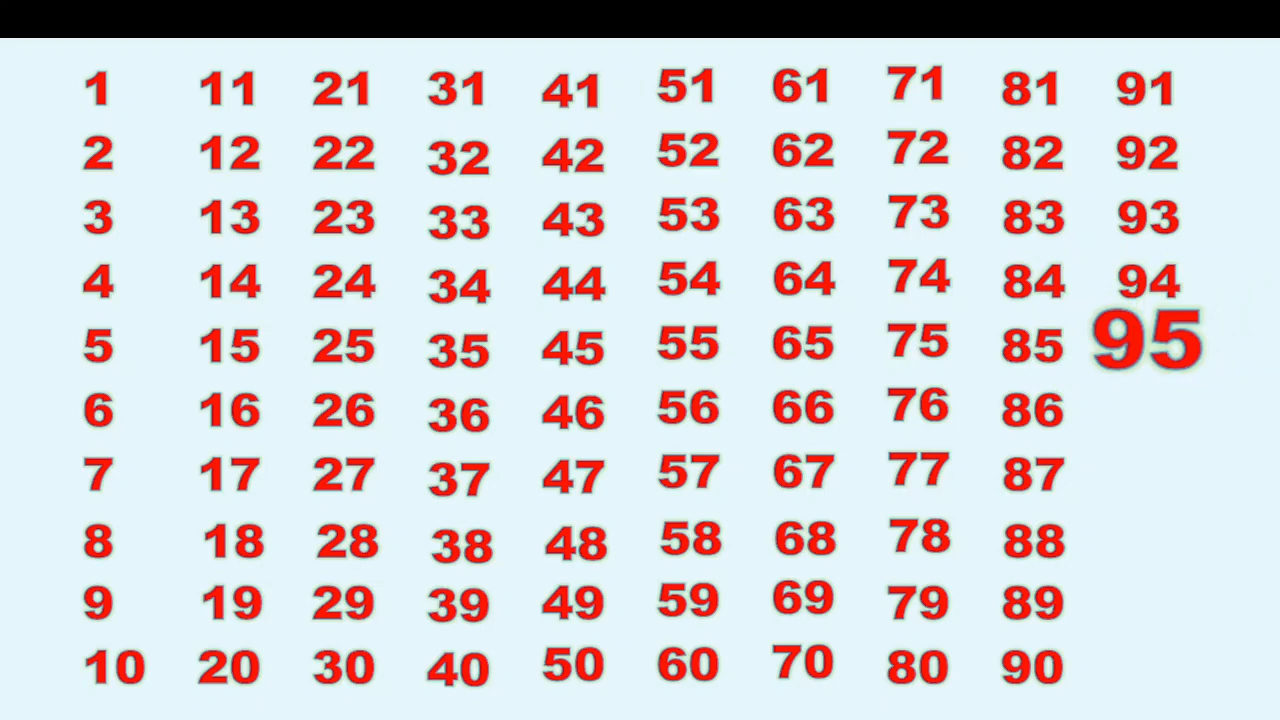 1 11 21 31 41 51 61 71 81 91
2 12 22 32 42 52 62 72 82 92
3 13 23 33 43 53 63 73 83 93
4 14 24 34 44 54 64 74 84 94
5 15 25 35 45 55 65 75 85 95
6 16 26 36 46 56 66 76 86
7 17 27 37 47 57 67 77 87
8 18 28 38 48 58 68 78 88
9 19 29 39 49 59 69 79 89
10 20 30 40 50 60 70 80 90